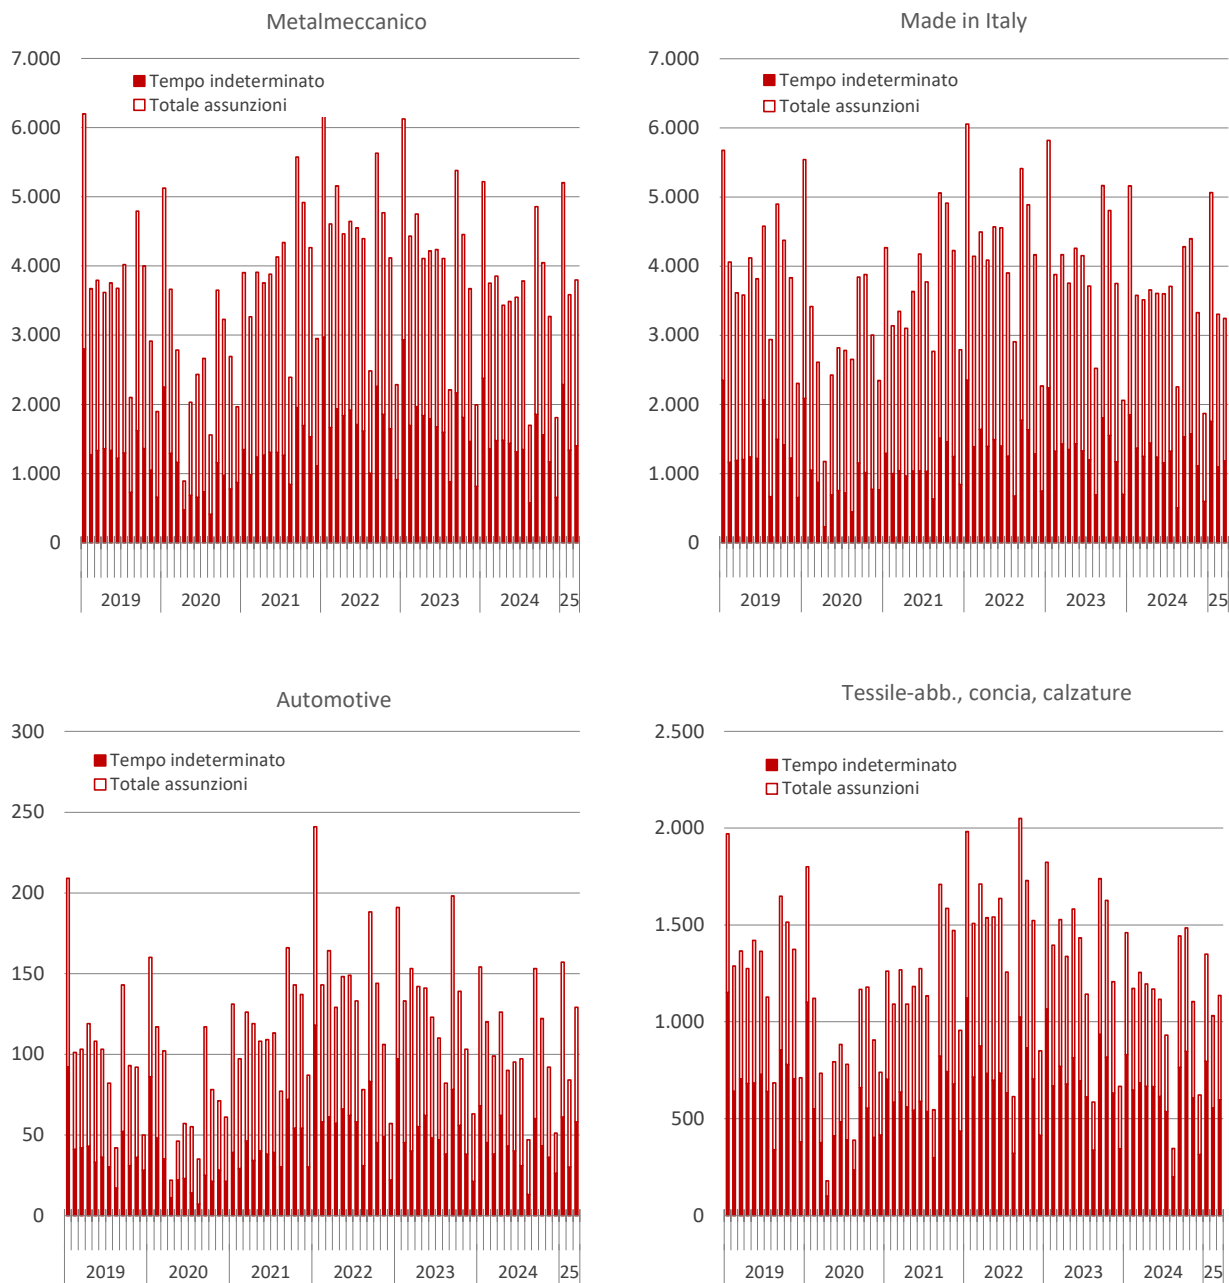 Metalmeccanico
7.000
6.000
5.000
4.000
3.000
2.000
1.000
0
Tempo indeterminato
Totale assunzioni
2019 2020 2021 2022 2023 2024 25
Made in Italy
7.000
6.000
5.000
4.000
3.000
2.000
1.000
0
Tempo indeterminato
Totale assunzioni
2019 2020 2021 2022 2023 2024 25
Automotive
300
250
200
150
100
50
0
Tempo indeterminato
Totale assunzioni
2019 2020 2021 2022 2023 2024 25
Tessile-abb., concia, calzature
2.500
2.000
1.500
1.000
500
0
Tempo indeterminato
Totale assunzioni
2019 2020 2021 2022 2023 2024 25